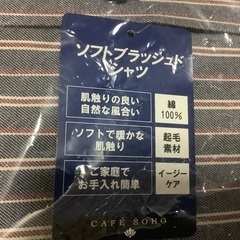 ソフトブラッシュド
シャツ
肌触りの良い
自然な風合い
綿
100%
ソフトで暖かな
肌触り
起毛
素材
ご家庭で
お手入れ簡単
イージー
ケア
CAFÉ SOHO